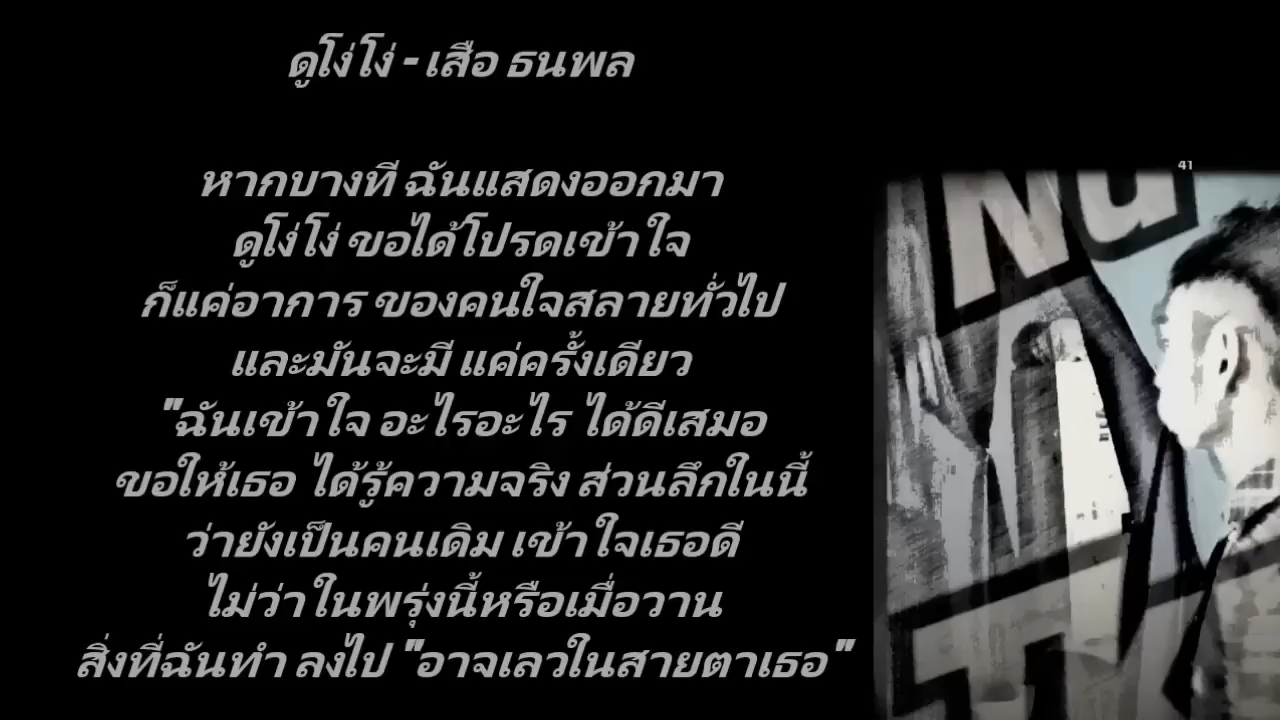 ดูโง่โง่ - เสือ ธนพล
หากบางที ฉันแสดงออกมา
ดูโง่โง่ ขอได้โปรดเข้าใจ
ก็แค่อาการ ของคนใจสลายทั่วไป
และมันจะมี แค่ครั้งเดียว
"ฉันเข้าใจ อะไรอะไร ได้ดีเสมอ
ขอให้เธอ ได้รู้ความจริง ส่วนลึกในนี้
ว่ายังเป็นคนเดิม เข้าใจเธอดี
ไม่ว่าในพรุ่งนี้หรือเมื่อวาน
สิ่งที่ฉันทำ ลงไป "อาจเลวในสายตาเธอ"
41